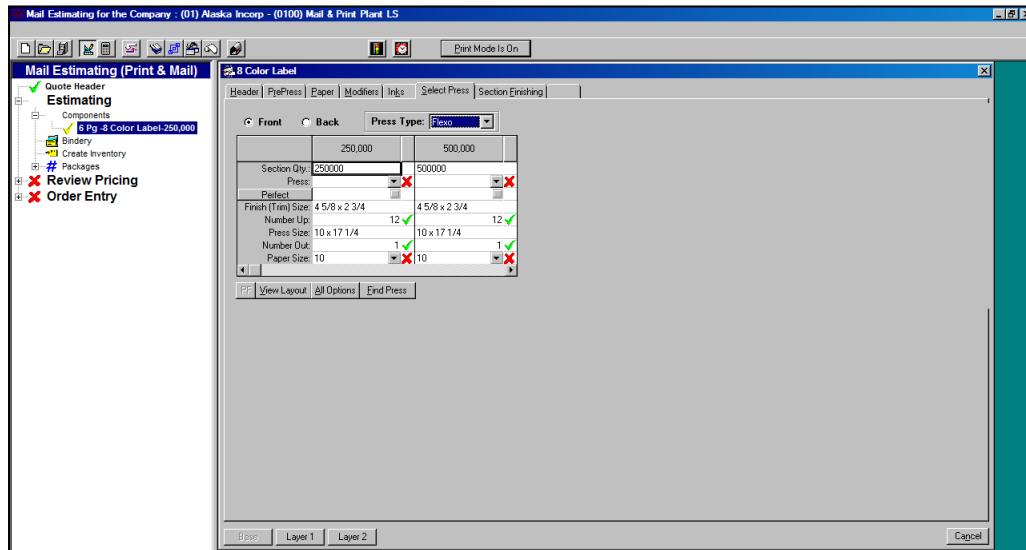 Mail Estimating for the Company : (01) Alaska Incorp - (0100) Mail & Print Plant LS
Print Mode Is On
Mail Estimating (Print & Mail)
Quote Header
Estimating
Components
6 Pg -8 Color Label-250,000
Bindery
Create Inventory
# Packages
Review Pricing
Order Entry
8 Color Label
Header PrePress Paper Modifiers Inks Select Press Section Finishing
Front Back Press Type: Flexo
250,000 500,000
Section Qty.: 250000 500000
Press:
Perfect
Finish (Trim) Size: 4 5/8 x 2 3/4 4 5/8 x 2 3/4
Number Up: 12 12
Press Size: 10 x 17 1/4 10 x 17 1/4
Number Out: 1 1
Paper Size: 10 10
PF View Layout All Options Find Press
Base Layer 1 Layer 2 Cancel